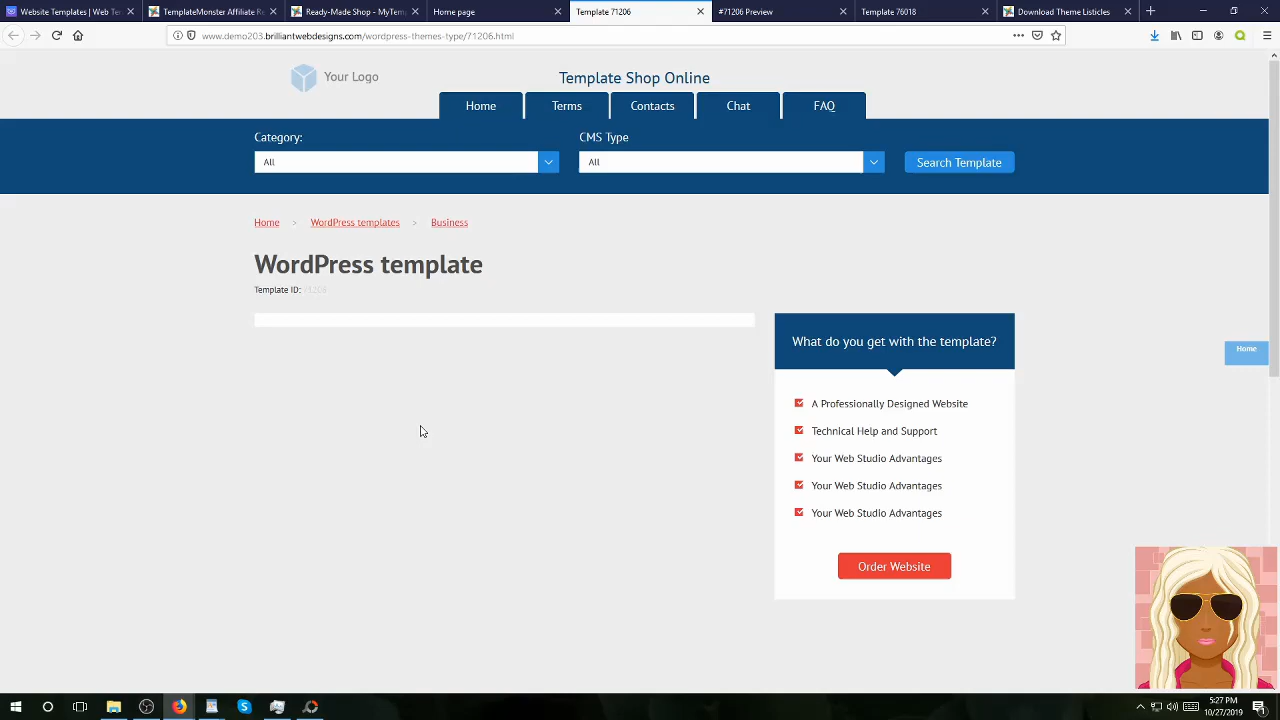 Website Templates | Web Ten
TemplateMonster Affiliate Re
Ready-Made Shop - MyTem
Home page
Template 71206
#71206 Preview
Template 76018
Download Theme Listicles
www.demo203.brilliantwebdesigns.com/wordpress-themes-type/71206.html
Your Logo
Template Shop Online
Home
Terms
Contacts
Chat
FAQ
Category:
CMS Type
All
All
Search Template
Home > WordPress templates > Business
WordPress template
Template ID: 71206
What do you get with the template?
Home
A Professionally Designed Website
Technical Help and Support
Your Web Studio Advantages
Your Web Studio Advantages
Your Web Studio Advantages
Order Website
5:27 PM
10/27/2019